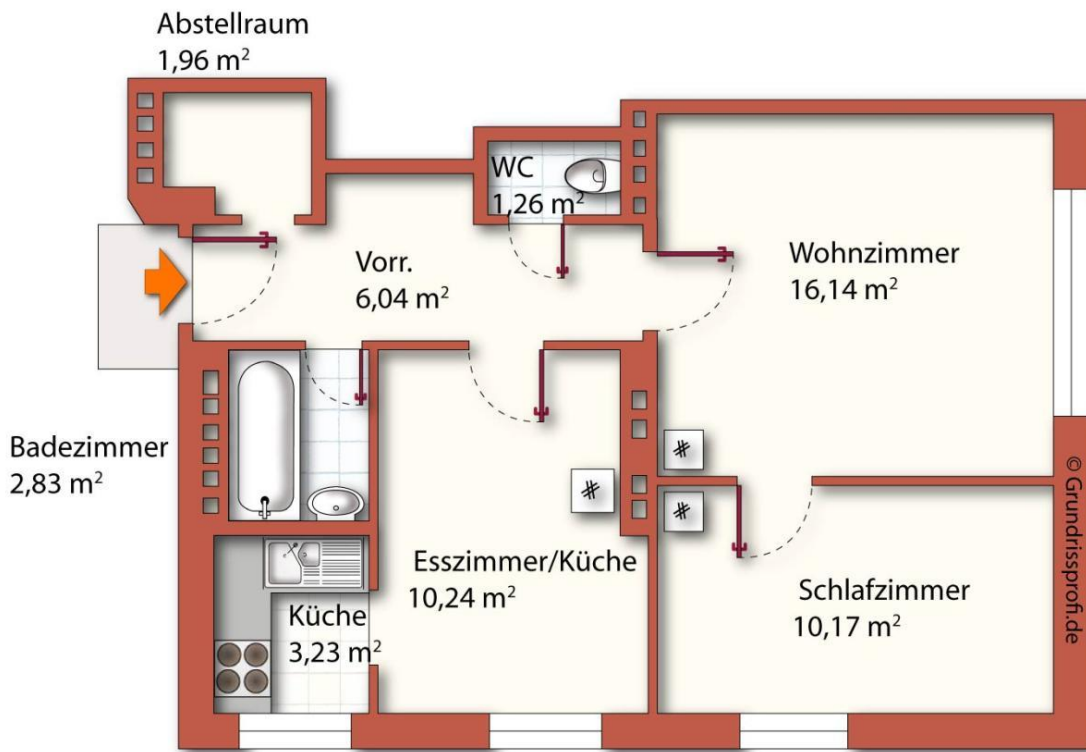 Abstellraum
1,96 m²
WC
1,26 m²
Vorr.
6,04 m²
Wohnzimmer
16,14 m²
Badezimmer
2,83 m²
Esszimmer/Küche
10,24 m²
Küche
3,23 m²
Schlafzimmer
10,17 m²
© Grundrissprofi.de